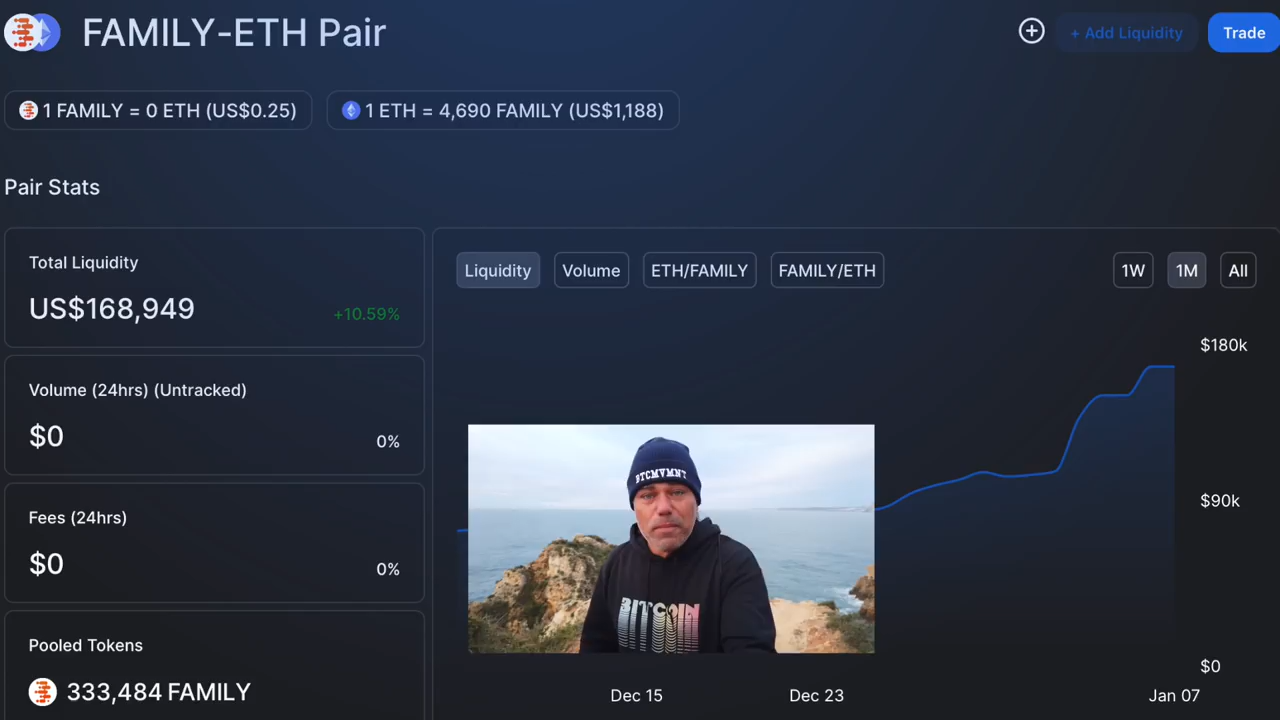 FAMILY-ETH Pair
+ Add Liquidity
Trade
1 FAMILY = 0 ETH (US$0.25)
1 ETH = 4,690 FAMILY (US$1,188)
Pair Stats
Total Liquidity
US$168,949
+10.59%
Volume (24hrs) (Untracked)
$0
0%
Fees (24hrs)
$0
0%
Pooled Tokens
333,484 FAMILY
Liquidity
Volume
ETH/FAMILY
FAMILY/ETH
1W
1M
All
$180k
$90k
$0
BTCMVMNT
BITCOIN
Dec 15
Dec 23
Jan 07